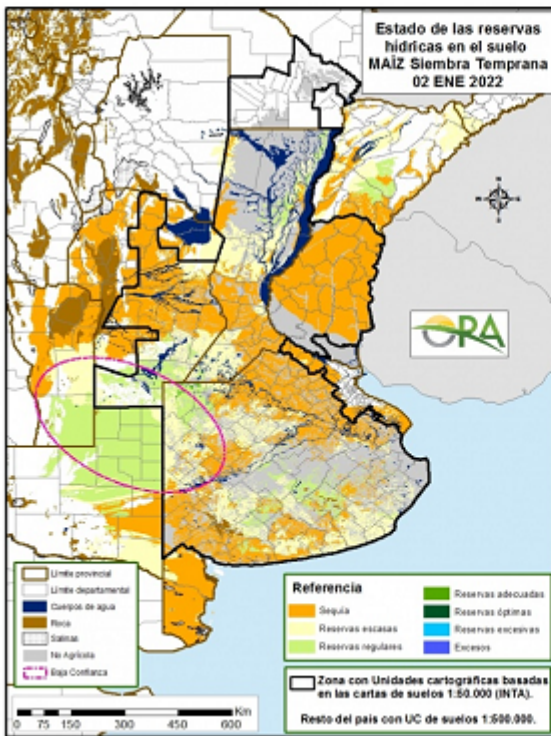 Estado de las reservas
hídricas en el suelo
MAÍZ Siembra Temprana
02 ENE 2022
ORA
Límite provincial
Límite departamental
Cuerpos de agua
Roca
Salinas
No Agrícola
Baja Confianza
Km
0 75 150 300 450 600
Referencia
Sequía
Reservas escasas
Reservas regulares
Reservas adecuadas
Reservas óptimas
Reservas excesivas
Excesos
Zona con Unidades cartográficas basadas
en las cartas de suelos 1:50.000 (INTA).
Resto del país con UC de suelos 1:500.000.